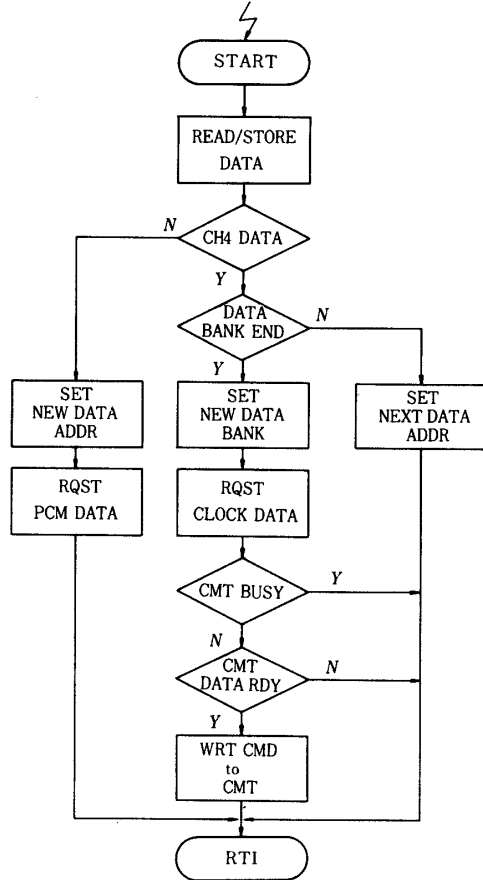 START
READ/STORE
DATA
N
CH4 DATA
Y
DATA
BANK END
N
Y
SET
NEW DATA
ADDR
SET
NEW DATA
BANK
SET
NEXT DATA
ADDR
RQST
PCM DATA
RQST
CLOCK DATA
CMT BUSY
Y
N
CMT
DATA RDY
N
Y
WRT CMD
to
CMT
RTI